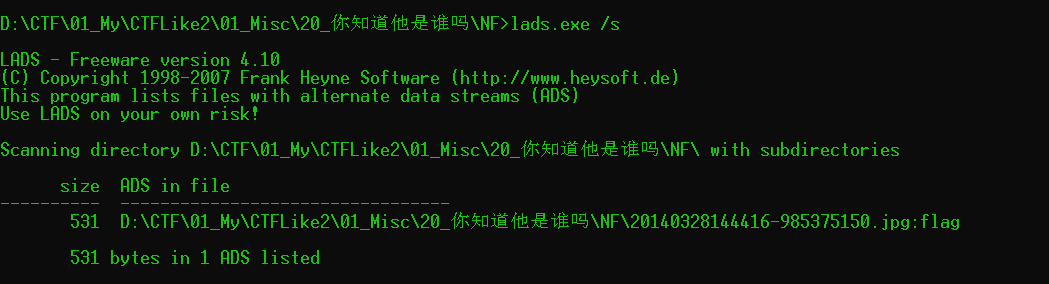 D:\CTF\01_My\CTFLike2\01_Misc\20_你知道他是谁吗\NF>lads.exe /s
LADS - Freeware version 4.10
(C) Copyright 1998-2007 Frank Heyne Software (http://www.heysoft.de)
This program lists files with alternate data streams (ADS)
Use LADS on your own risk!
Scanning directory D:\CTF\01_My\CTFLike2\01_Misc\20_你知道他是谁吗\NF\ with subdirectories
size  ADS in file
----------  ---------------------------------
531  D:\CTF\01_My\CTFLike2\01_Misc\20_你知道他是谁吗\NF\20140328144416-985375150.jpg:flag
531 bytes in 1 ADS listed